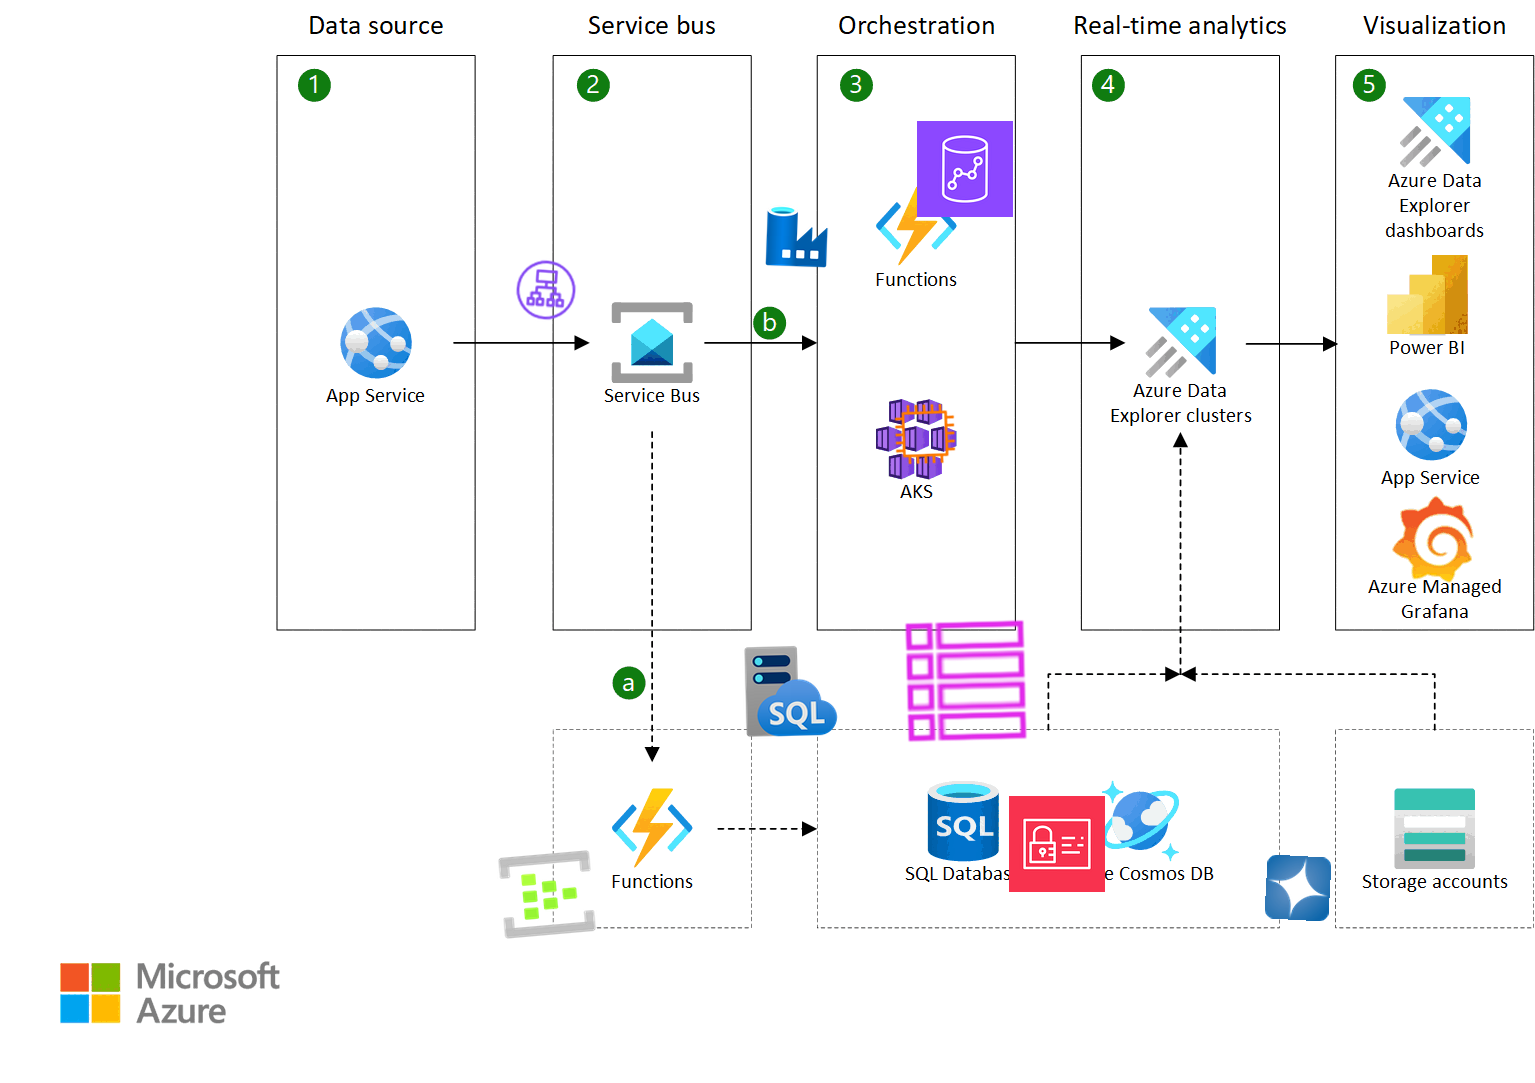 Data source
Service bus
Orchestration
Real-time analytics
Visualization
1
2
3
4
5
Azure Data
Explorer
dashboards
Functions
b
Power BI
App Service
Service Bus
Azure Data
Explorer clusters
App Service
AKS
Azure Managed
Grafana
a
SQL
SQL
Functions
SQL
Cosmos DB
Storage accounts
Microsoft
Azure